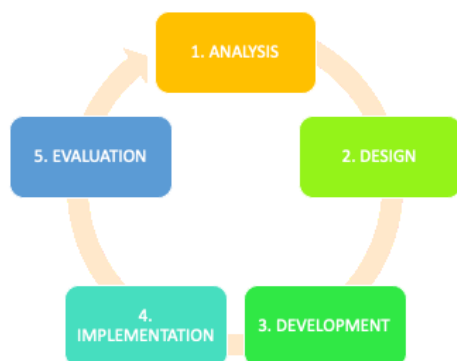 1. ANALYSIS
2. DESIGN
3. DEVELOPMENT
4.
IMPLEMENTATION
5. EVALUATION